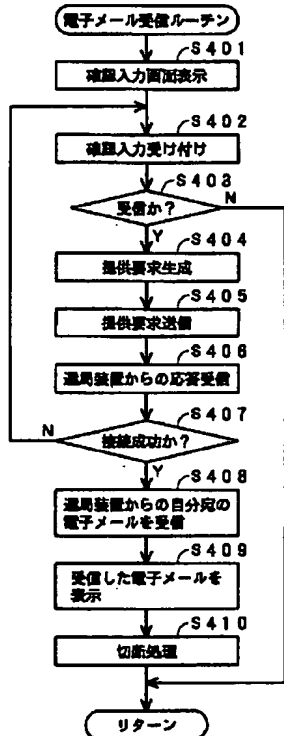 電子メール受信ルーチン
S401
確認入力画面表示
S402
確認入力受け付け
S403
受信か?
N
Y
S404
提供要求生成
S405
提供要求送信
S406
還局装置からの応答受信
S407
N
接続成功か?
Y
S408
還局装置からの自分宛の
電子メールを受信
S409
受信した電子メールを
表示
S410
切断処理
リターン